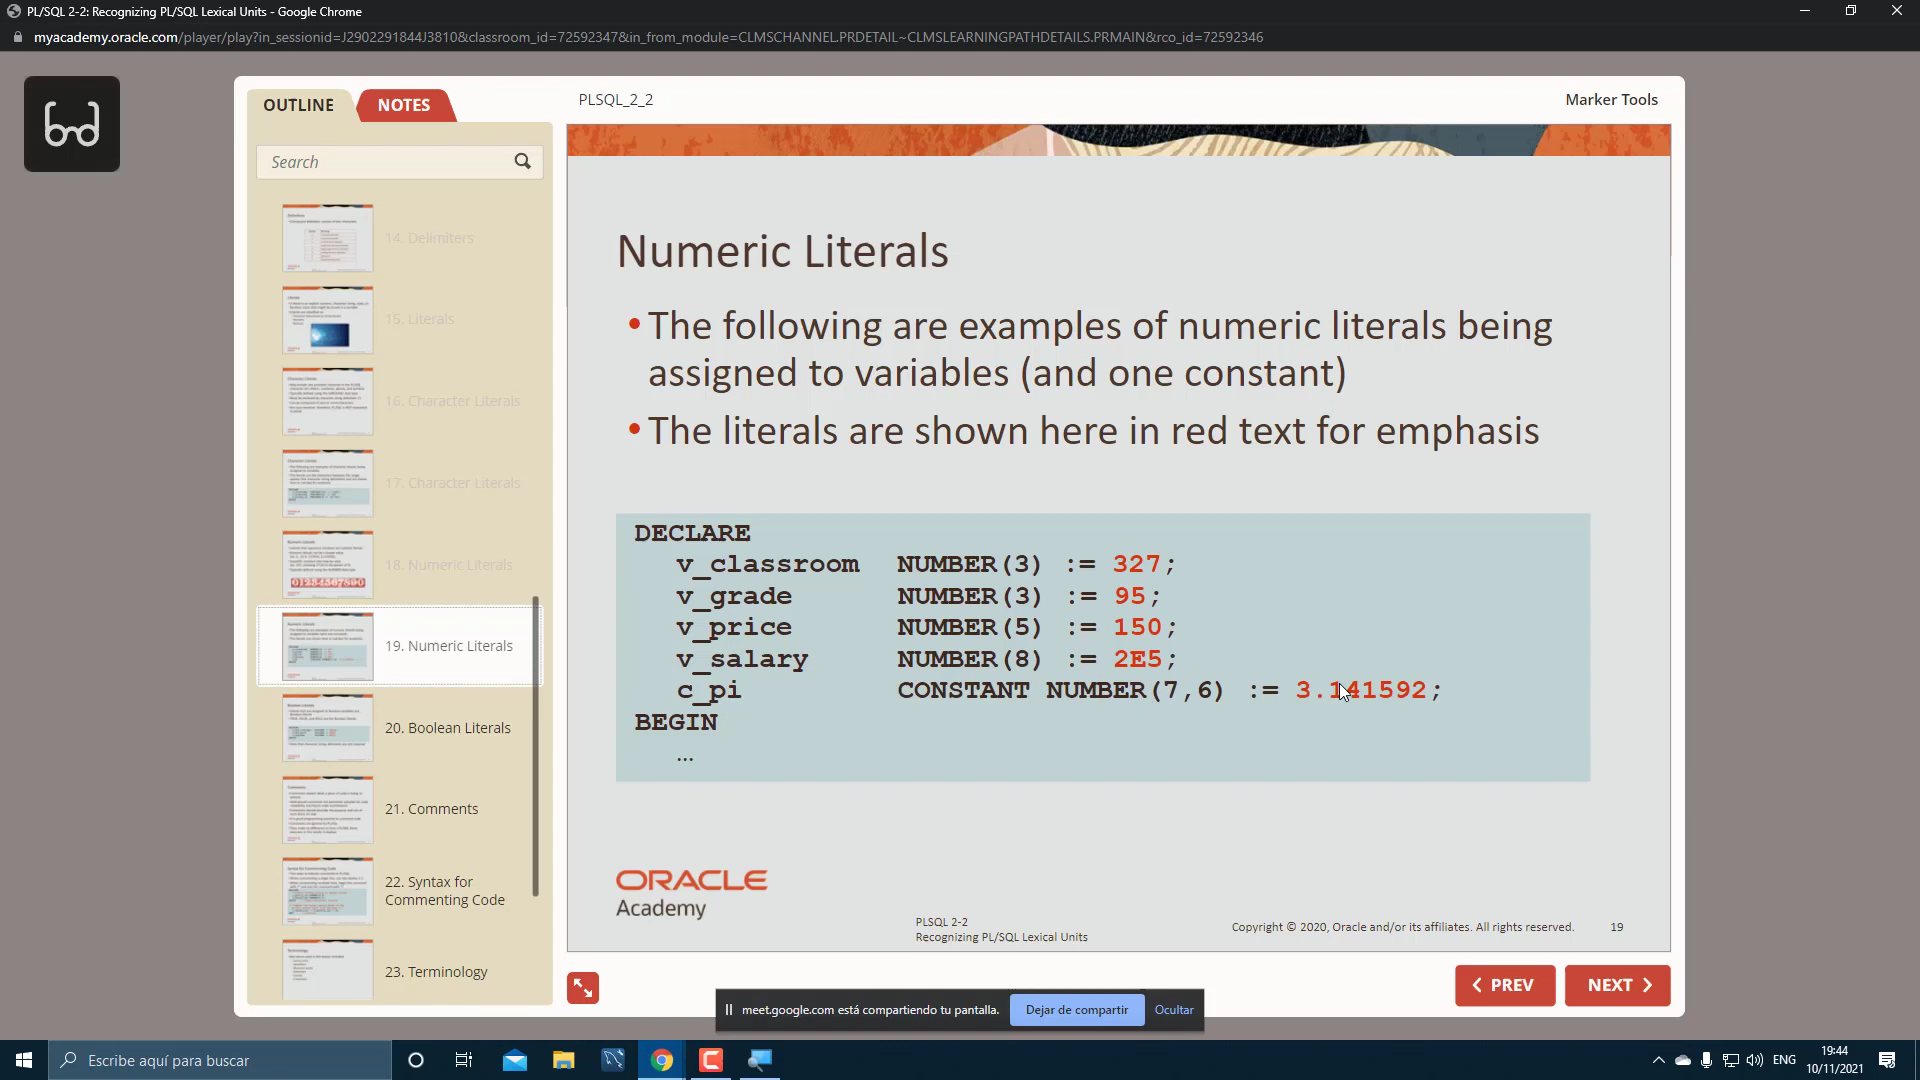 PL/SQL 2-2: Recognizing PL/SQL Lexical Units - Google Chrome
myacademy.oracle.com/player/play?in_sessionid=J2902291844J3810&classroom_id=72592347&in_from_module=CLMSCHANNEL.PRDETAIL~CLMSLEARNINGPATHDETAILS.PRMAIN&rco_id=72592346
OUTLINE
NOTES
Search
14. Delimiters
15. Literals
16. Character Literals
17. Character Literals
18. Numeric Literals
19. Numeric Literals
20. Boolean Literals
21. Comments
22. Syntax for
Commenting Code
23. Terminology
PLSQL_2_2
Marker Tools
Numeric Literals
• The following are examples of numeric literals being
assigned to variables (and one constant)
• The literals are shown here in red text for emphasis
DECLARE
v_classroom NUMBER(3) := 327;
v_grade NUMBER(3) := 95;
v_price NUMBER(5) := 150;
v_salary NUMBER(8) := 2E5;
c_pi CONSTANT NUMBER(7,6) := 3.141592;
BEGIN
...
ORACLE
Academy
PLSQL 2-2
Recognizing PL/SQL Lexical Units
Copyright © 2020, Oracle and/or its affiliates. All rights reserved.
19
PREV
NEXT
meet.google.com está compartiendo tu pantalla.
Dejar de compartir
Ocultar
Escribe aquí para buscar
ENG
19:44
10/11/2021